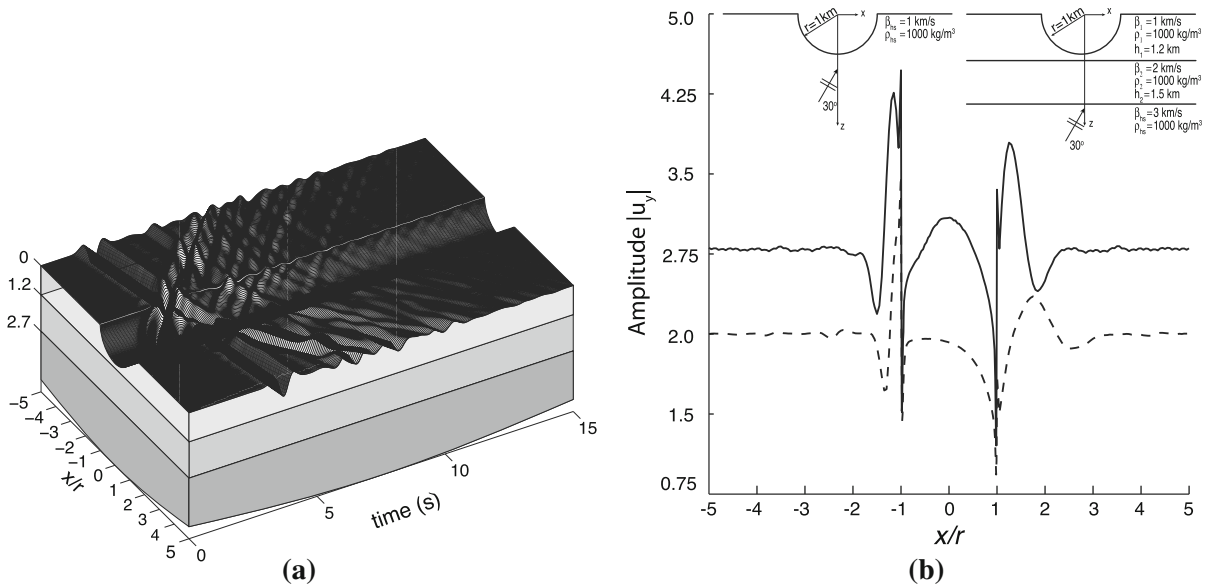 0
1.2
2.7
-5
-4
-3
-2
-1
0
1
2
3
4
5
x/r
0
5
10
15
time (s)
(a)
5.0
4.25
3.5
2.75
2.0
1.5
0.75
Amplitude |u_y|
-5 -4 -3 -2 -1 0 1 2 3 4 5
x/r
r=1km
x
β_hs =1 km/s
ρ_hs =1000 kg/m³
30º
z
r=1km
x
β_1 =1 km/s
ρ_1 =1000 kg/m³
h_1 =1.2 km
β_2 =2 km/s
ρ_2 =1000 kg/m³
h_2 =1.5 km
β_hs =3 km/s
ρ_hs =1000 kg/m³
30º
z
(b)